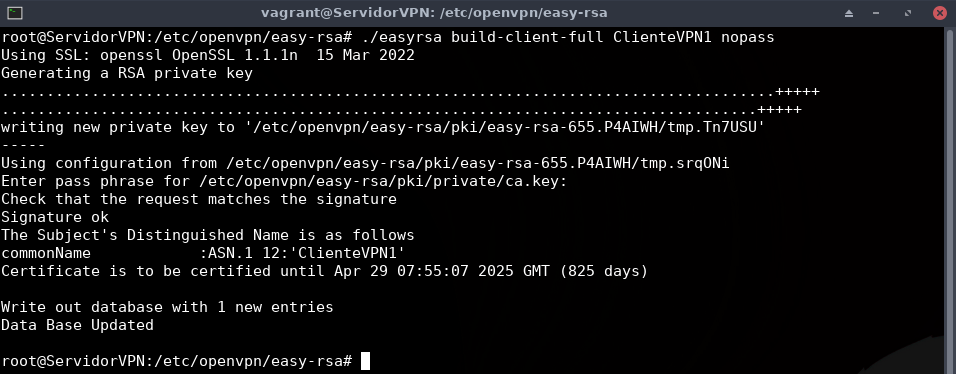 vagrant@ServidorVPN: /etc/openvpn/easy-rsa
root@ServidorVPN:/etc/openvpn/easy-rsa# ./easyrsa build-client-full ClienteVPN1 nopass
Using SSL: openssl OpenSSL 1.1.1n  15 Mar 2022
Generating a RSA private key
......................................................................................+++++
....................................................................................+++++
writing new private key to '/etc/openvpn/easy-rsa/pki/easy-rsa-655.P4AIWH/tmp.Tn7USU'
-----
Using configuration from /etc/openvpn/easy-rsa/pki/easy-rsa-655.P4AIWH/tmp.srqONi
Enter pass phrase for /etc/openvpn/easy-rsa/pki/private/ca.key:
Check that the request matches the signature
Signature ok
The Subject's Distinguished Name is as follows
commonName            :ASN.1 12:'ClienteVPN1'
Certificate is to be certified until Apr 29 07:55:07 2025 GMT (825 days)
Write out database with 1 new entries
Data Base Updated
root@ServidorVPN:/etc/openvpn/easy-rsa#